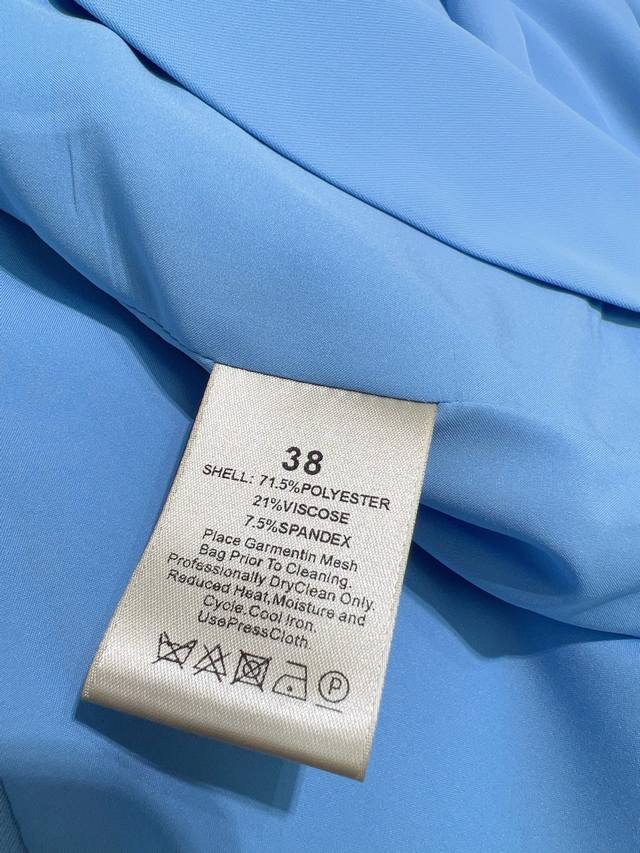 38
SHELL: 71.5%POLYESTER
21%VISCOSE
7.5%SPANDEX
Place Garmentin Mesh
Bag Prior To Cleaning.
Professionally DryClean Only.
Reduced Heat,Moisture and
Cycle.Cool Iron.
UsePressCloth.
P